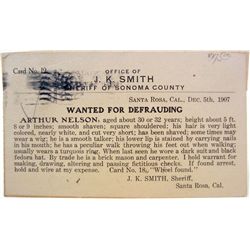 Card No. 19
OFFICE OF
J. K. SMITH
SHERIFF OF SONOMA COUNTY
SANTA ROSA, CAL., DEC. 5th, 1907
WANTED FOR DEFRAUDING
ARTHUR NELSON, aged about 30 or 32 years; height about 5 ft.
8 or 9 inches; smooth shaven; square shouldered; his hair is very light
colored, nearly white, and cut very short; has been shaved; some times may
wear a wig; he is a smooth talker; lower lip is stained by carrying nails
in his mouth; he has a peculiar walk throwing his feet out when walking;
usually wears a turquois ring. When last seen he wore a dark suit and black
fedora hat. By trade he is a brick mason and carpenter. I hold warrant for
making, drawing, altering and passing fictitious checks. If found arrest,
hold and wire at my expense. Card No. 18, "Wissel found."
J. K. SMITH, Sheriff,
Santa Rosa, Cal.